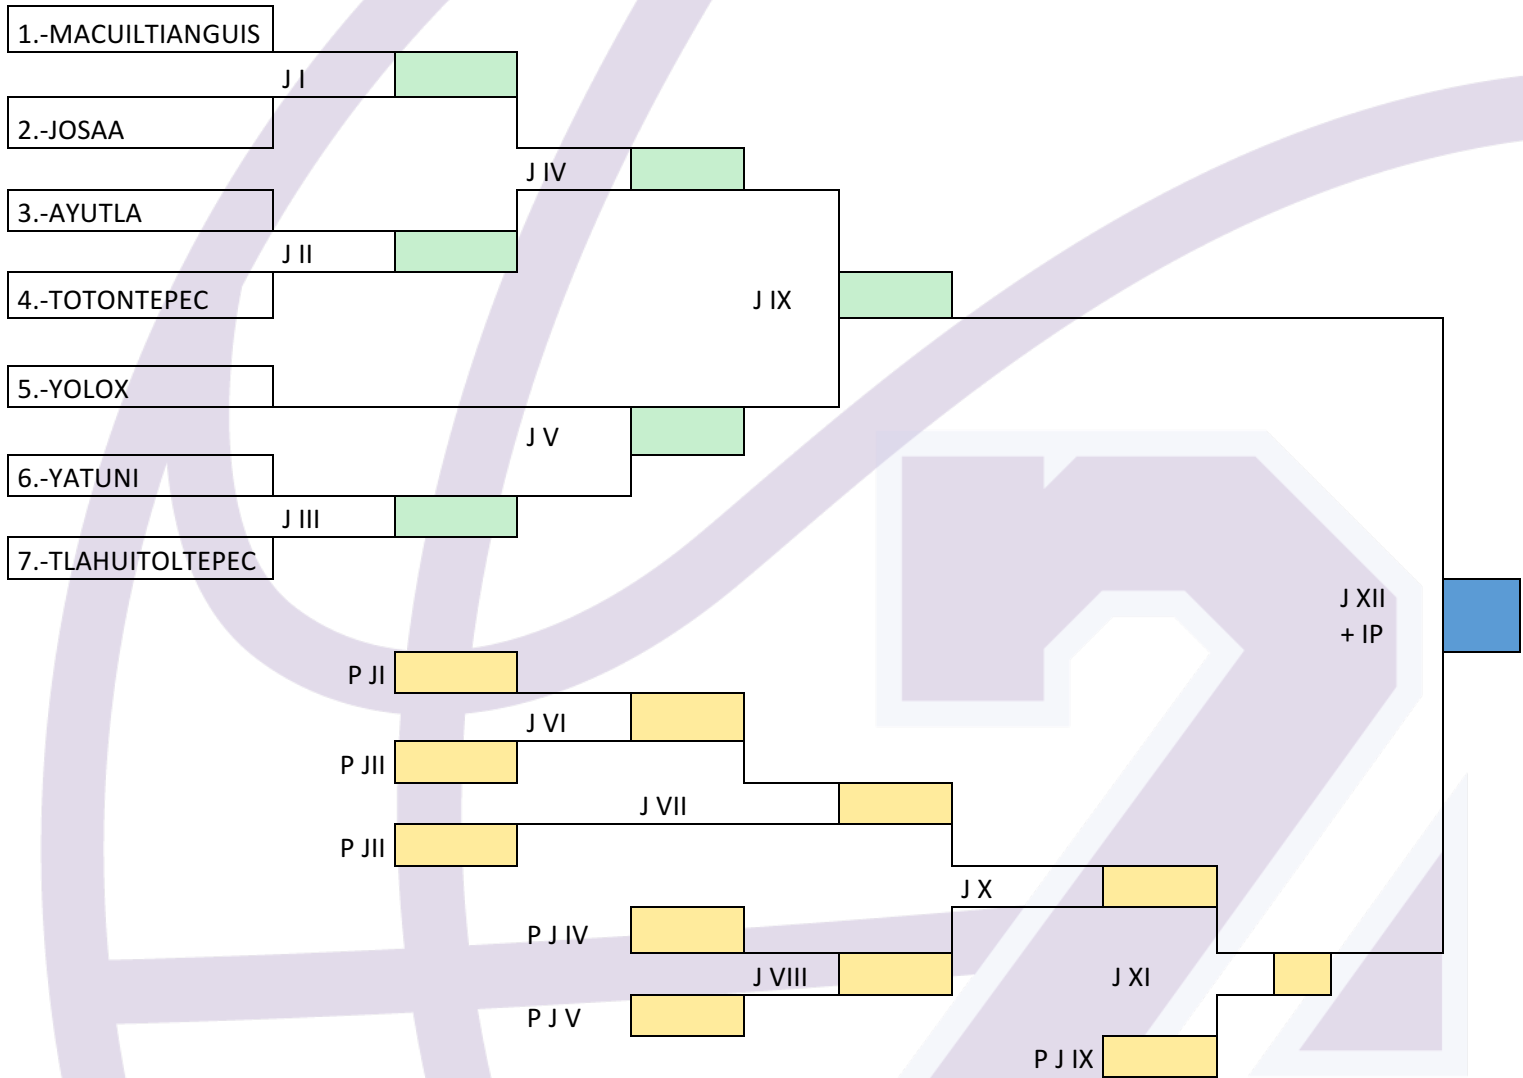 1.-MACUILTIANGUIS
J I
2.-JOSAA
J IV
3.-AYUTLA
J II
4.-TOTONTEPEC
J IX
5.-YOLOX
J V
6.-YATUNI
J III
7.-TLAHUITOLTEPEC
J XII
+ IP
P JI
J VI
P JII
J VII
P JII
J X
P J IV
J VIII
J XI
P J V
P J IX